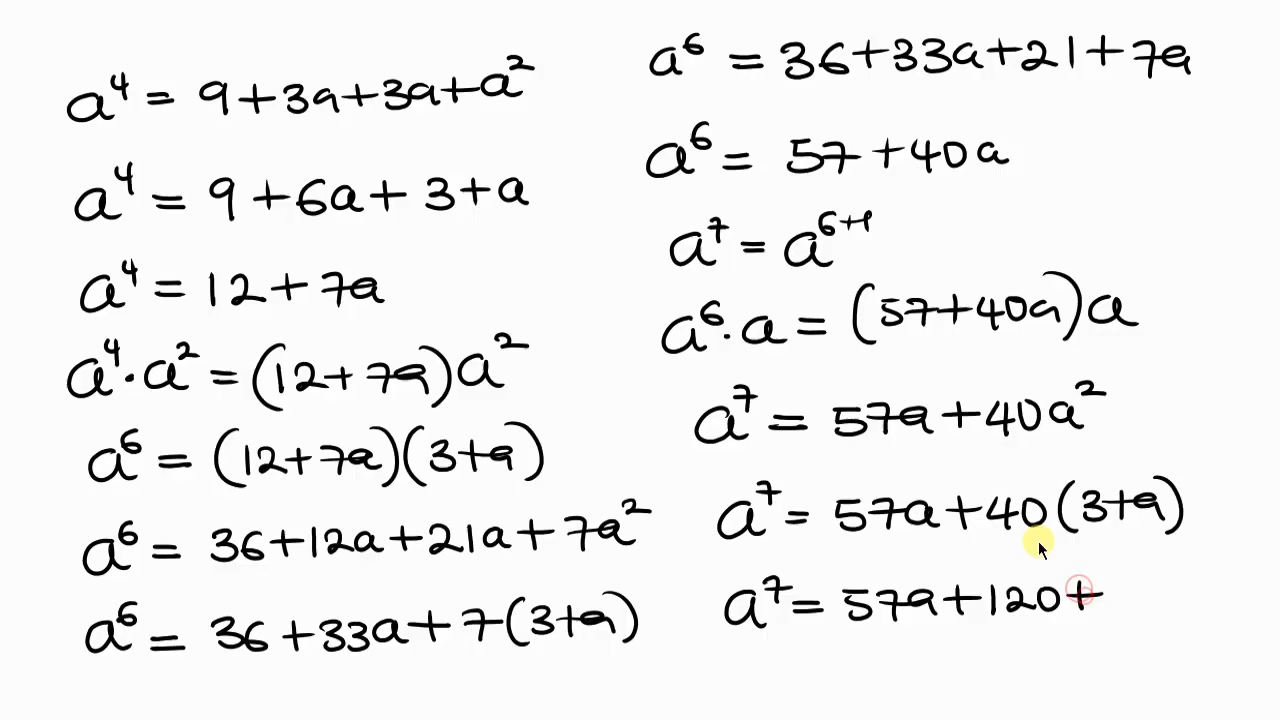 a⁴ = 9+3a+3a+a²
a⁴ = 9+6a+3+a
a⁴ = 12+7a
a⁴·a² = (12+7a)a²
a⁶ = (12+7a)(3+a)
a⁶ = 36+12a+21a+7a²
a⁶ = 36+33a+7(3+a)
a⁶ = 36+33a+21+7a
a⁶ = 57+40a
a⁷ = a⁶⁺¹
a⁶·a = (57+40a)a
a⁷ = 57a+40a²
a⁷ = 57a+40(3+a)
a⁷ = 57a+120+